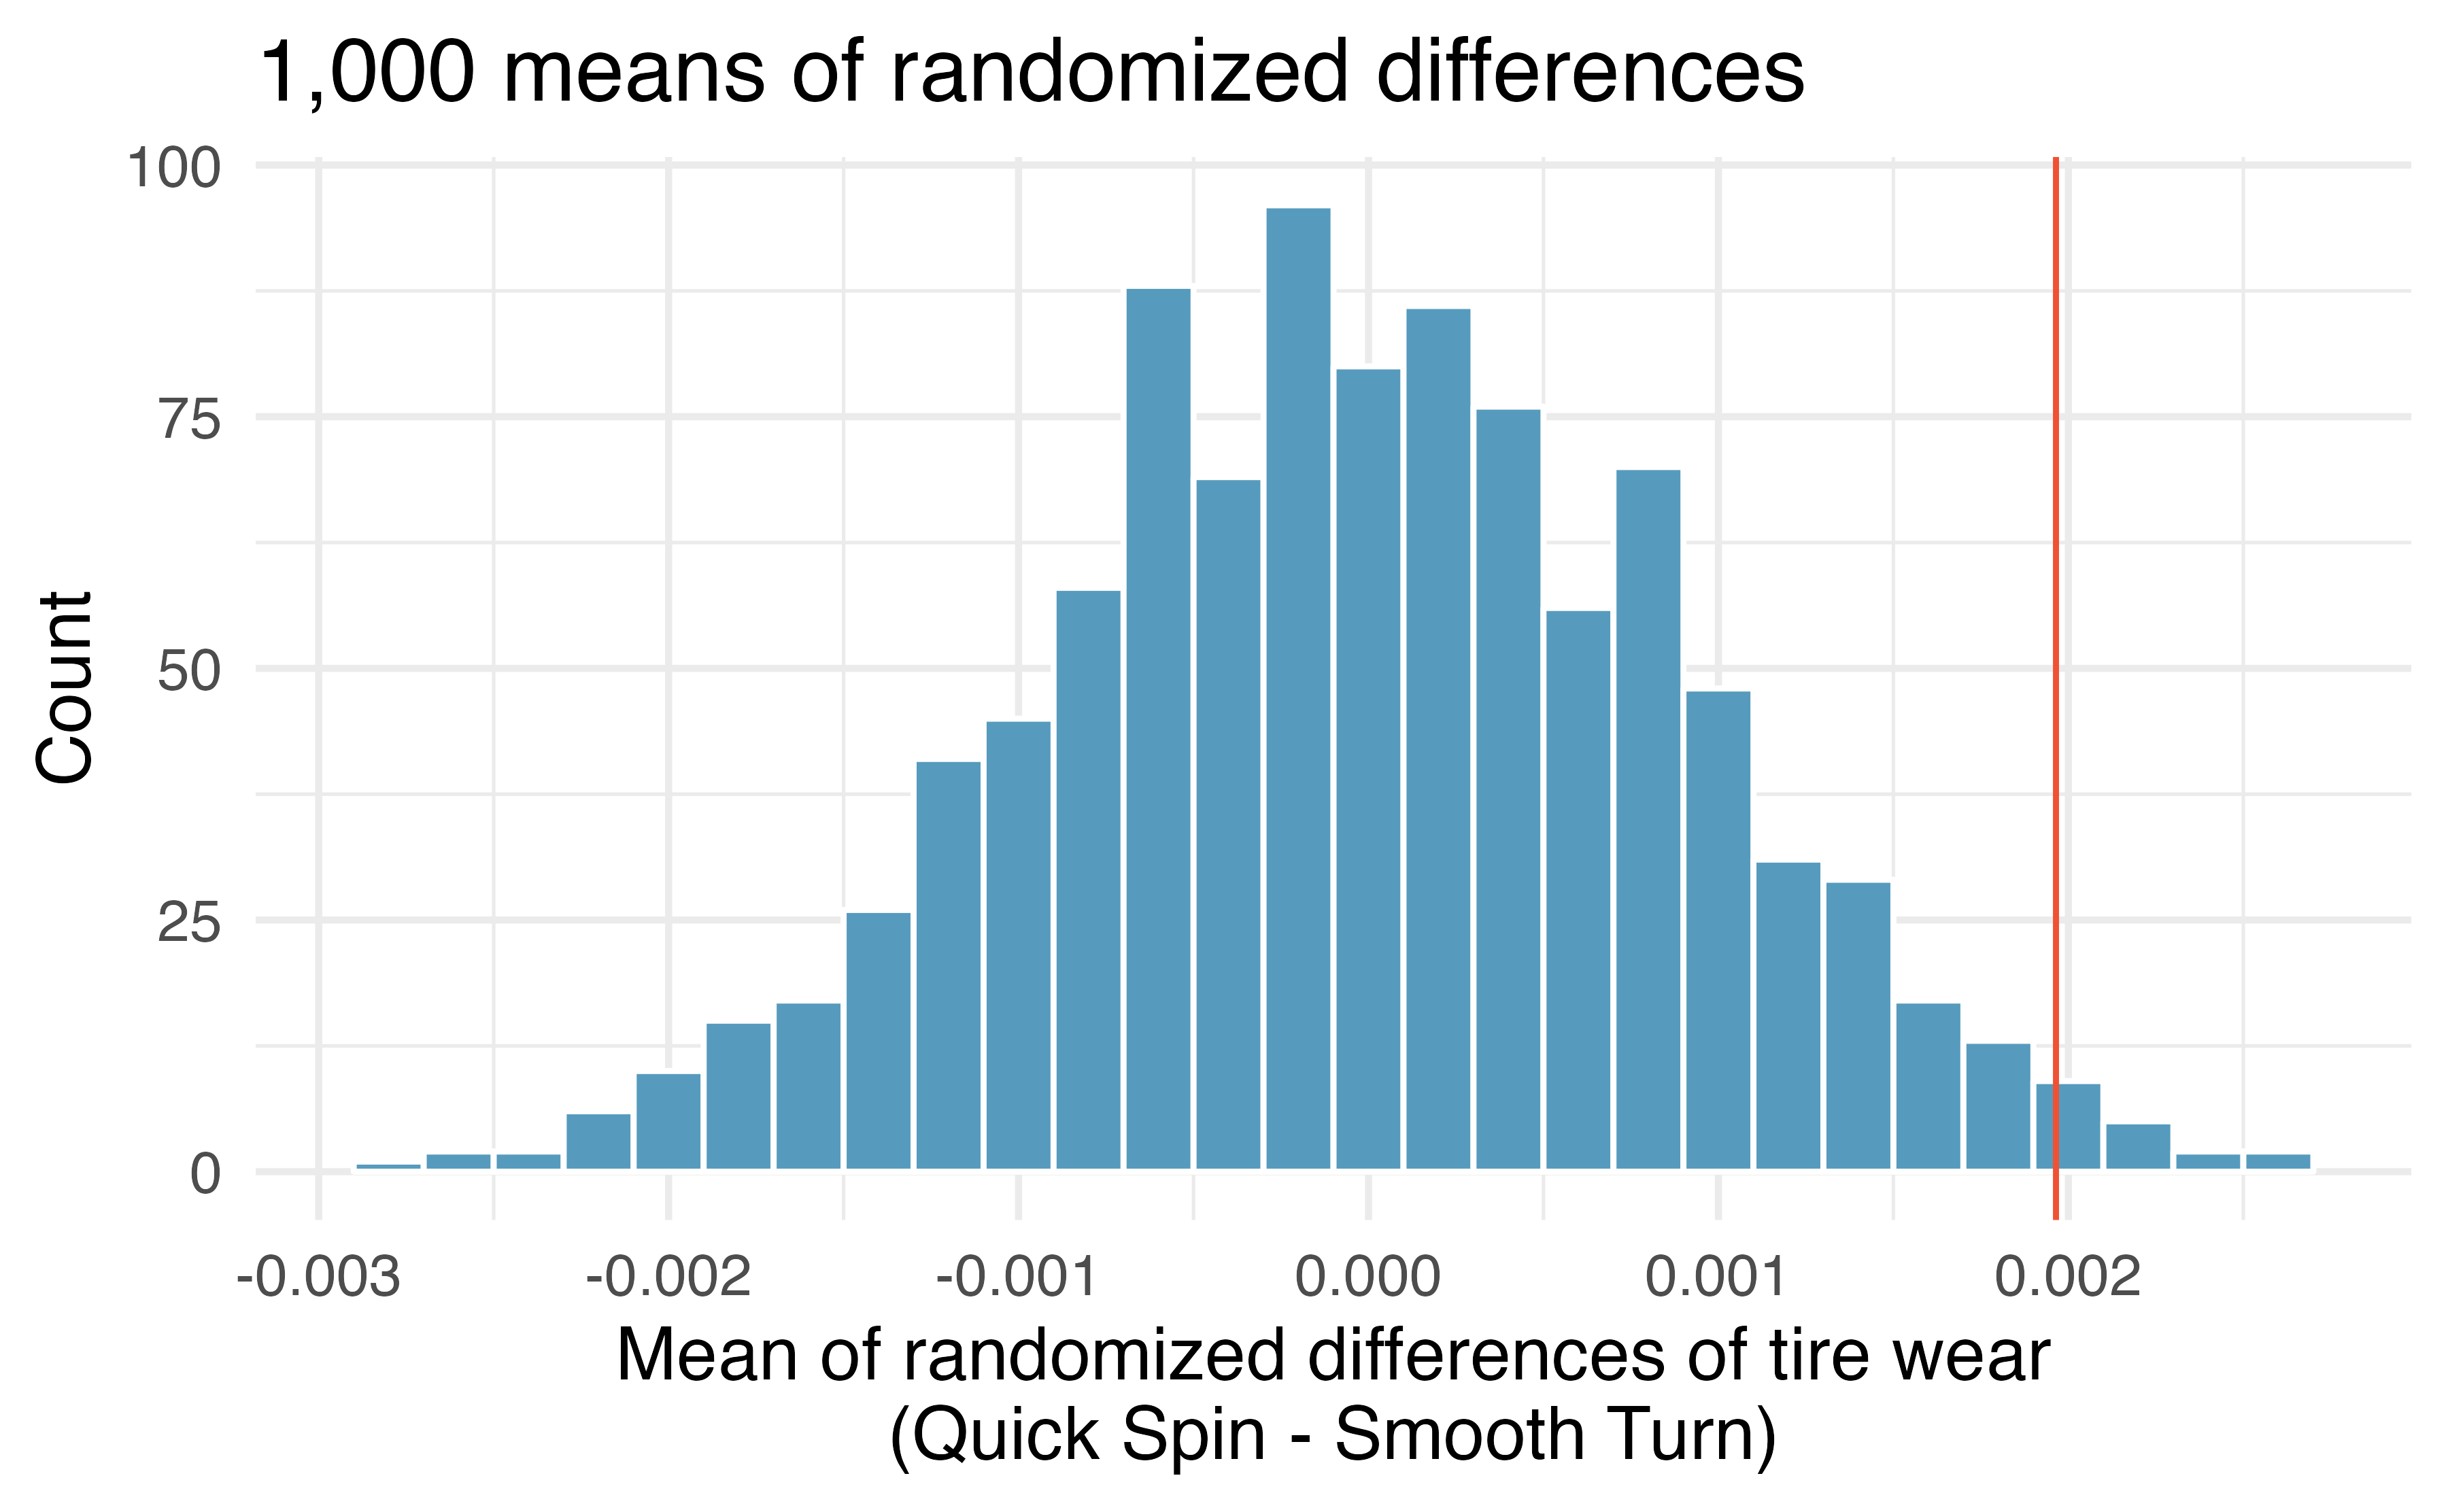 1,000 means of randomized differences
100
75
50
25
0
Count
-0.003 -0.002 -0.001 0.000 0.001 0.002
Mean of randomized differences of tire wear
(Quick Spin - Smooth Turn)